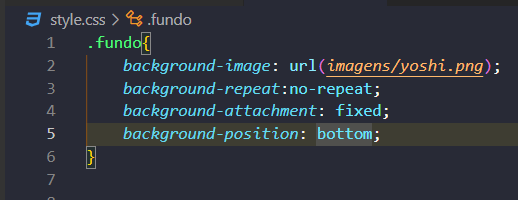 style.css > .fundo
1 .fundo{
2 background-image: url(imagens/yoshi.png);
3 background-repeat:no-repeat;
4 background-attachment: fixed;
5 background-position: bottom;
6 }
7